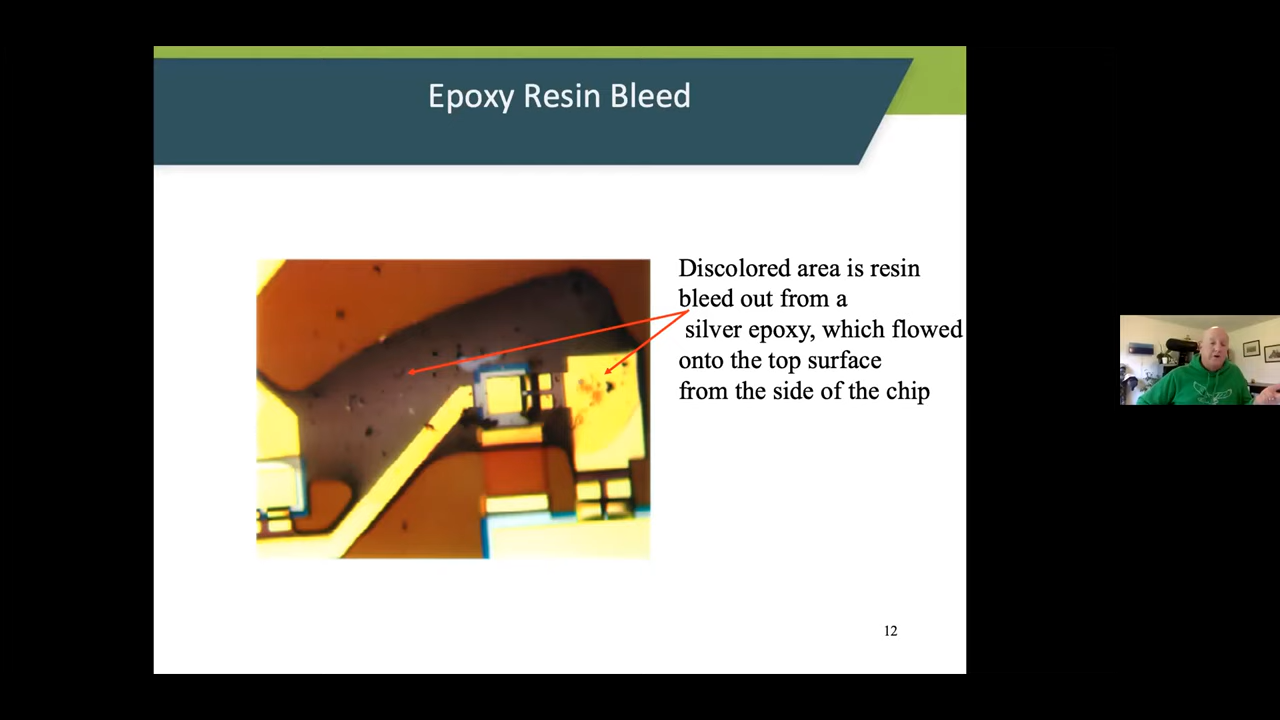 Epoxy Resin Bleed
Discolored area is resin
bleed out from a
silver epoxy, which flowed
onto the top surface
from the side of the chip
12